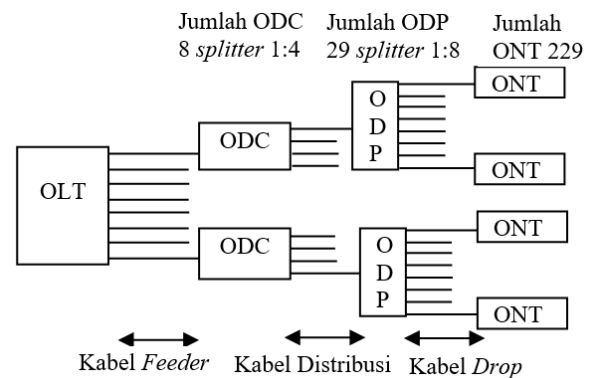 Jumlah ODC
8 splitter 1:4
Jumlah ODP
29 splitter 1:8
Jumlah
ONT 229
OLT
ODC
ODC
O
D
P
O
D
P
ONT
ONT
ONT
ONT
Kabel Feeder
Kabel Distribusi
Kabel Drop